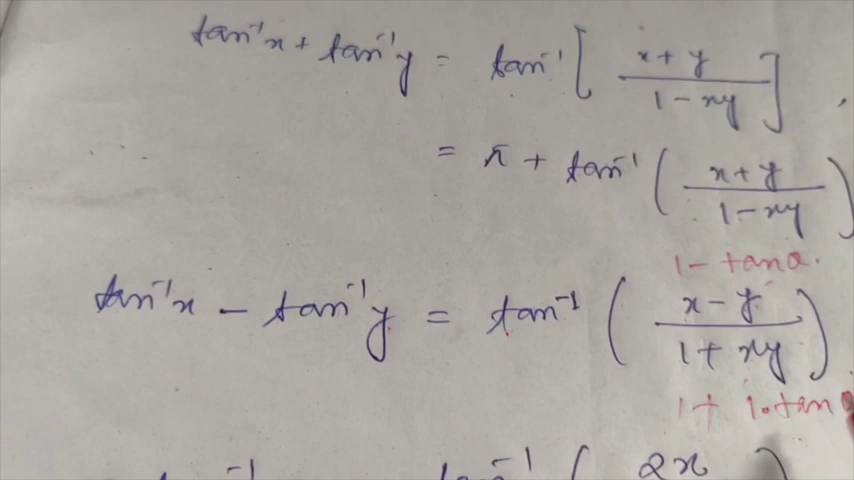 tan⁻¹x + tan⁻¹y = tan⁻¹ [ (x + y) / (1 - xy) ]
= π + tan⁻¹ ( (x + y) / (1 - xy) )
1 - tan
tan⁻¹x - tan⁻¹y = tan⁻¹ ( (x - y) / (1 + xy) )
1 + 1.tan
tan⁻¹ ( 2x )